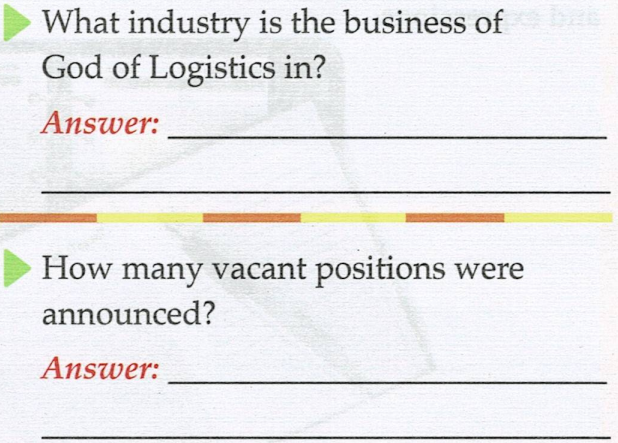 What industry is the business of
God of Logistics in?
Answer:
How many vacant positions were
announced?
Answer: